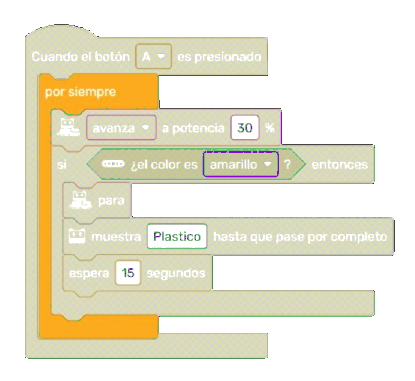 Cuando el botón A es presionado
por siempre
avanza a potencia 30 %
si ¿el color es amarillo ? entonces
para
muestra Plastico hasta que pase por completo
espera 15 segundos